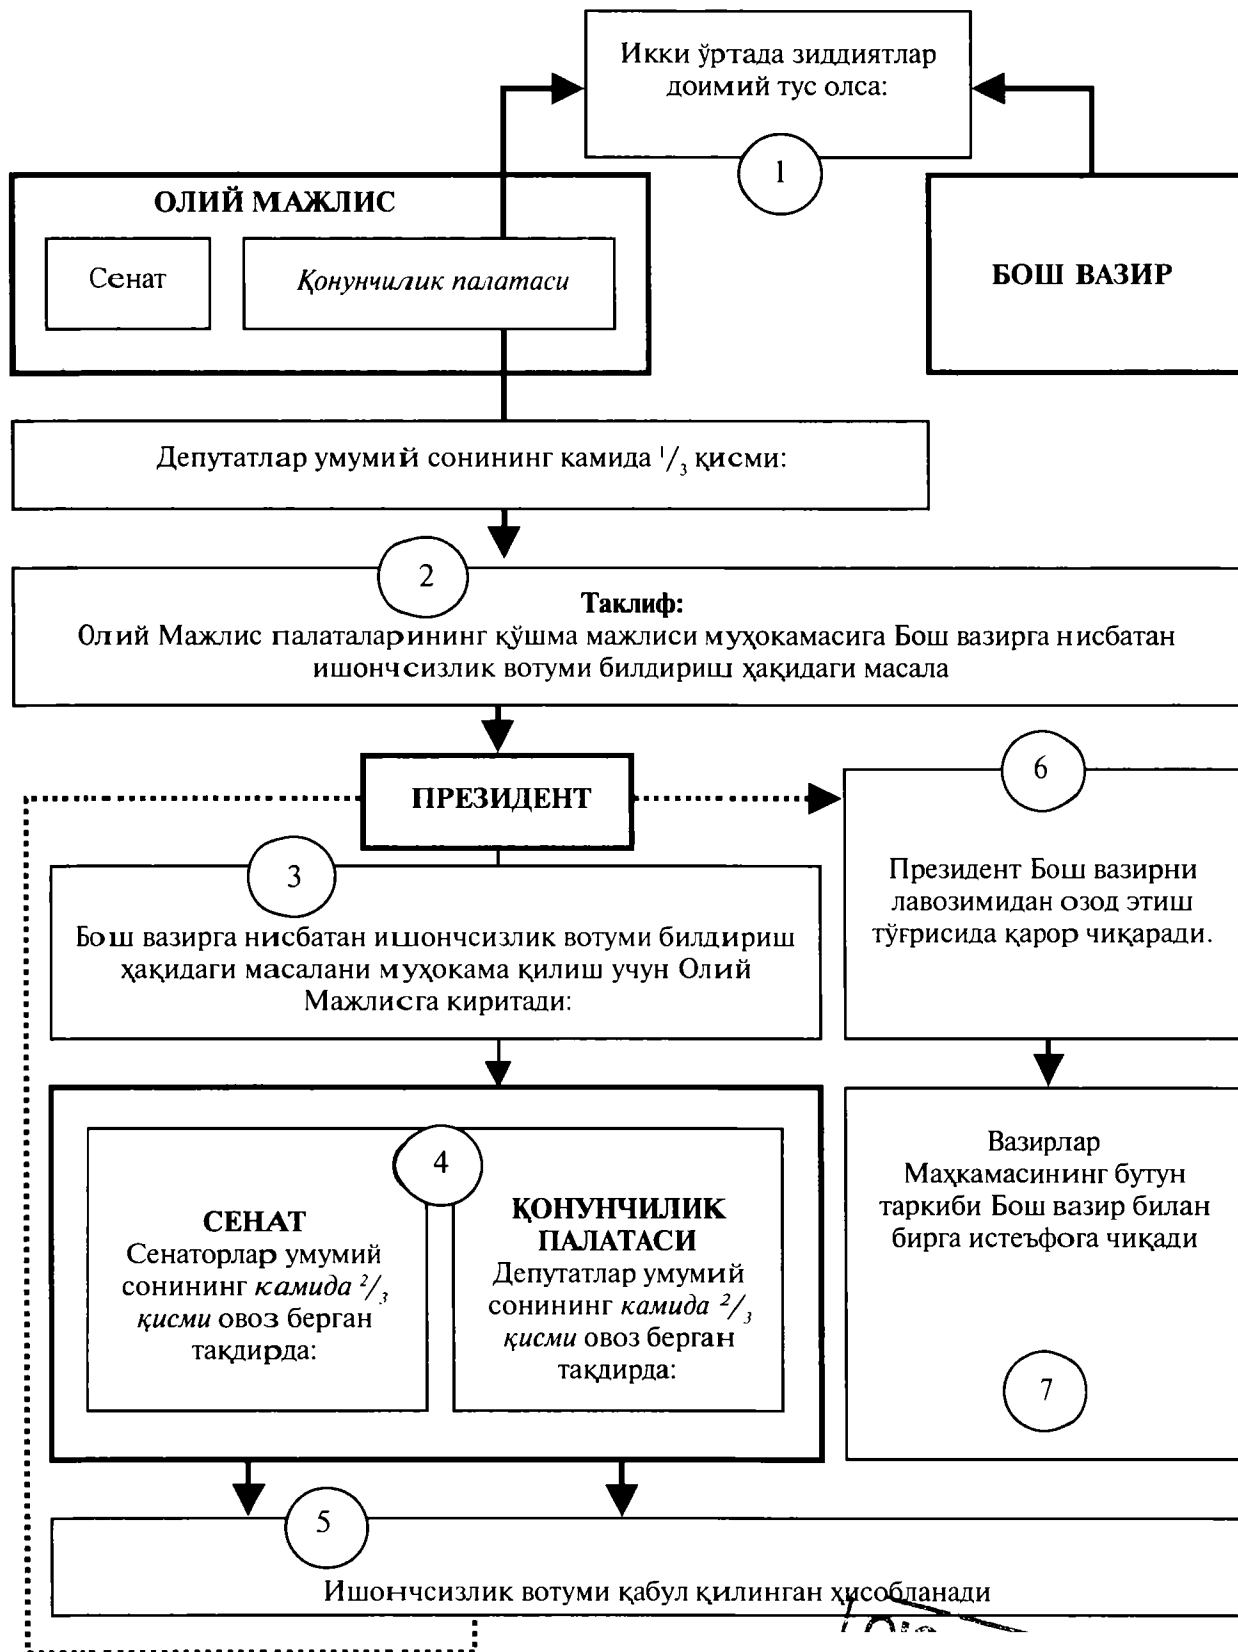 Икки ўртада зиддиятлар
доимий тус олса:
1
ОЛИЙ МАЖЛИС
Сенат
Қонунчилик палатаси
БОШ ВАЗИР
Депутатлар умумий сонининг камида 1/3 қисми:
2
Таклиф:
Олий Мажлис палаталарининг қўшма мажлиси муҳокамасига Бош вазирга нисбатан
ишончсизлик вотуми билдириш ҳақидаги масала
ПРЕЗИДЕНТ
3
Бош вазирга нисбатан ишончсизлик вотуми билдириш
ҳақидаги масалани муҳокама қилиш учун Олий
Мажлисга киритади:
6
Президент Бош вазирни
лавозимидан озод этиш
тўғрисида қарор чиқаради.
4
СЕНАТ
Сенаторлар умумий
сонининг камида 2/3
қисми овоз берган
тақдирда:
ҚОНУНЧИЛИК
ПАЛАТАСИ
Депутатлар умумий
сонининг камида 2/3
қисми овоз берган
тақдирда:
Вазирлар
Маҳкамасининг бутун
таркиби Бош вазир билан
бирга истеъфога чиқади
7
5
Ишончсизлик вотуми қабул қилинган ҳисобланади